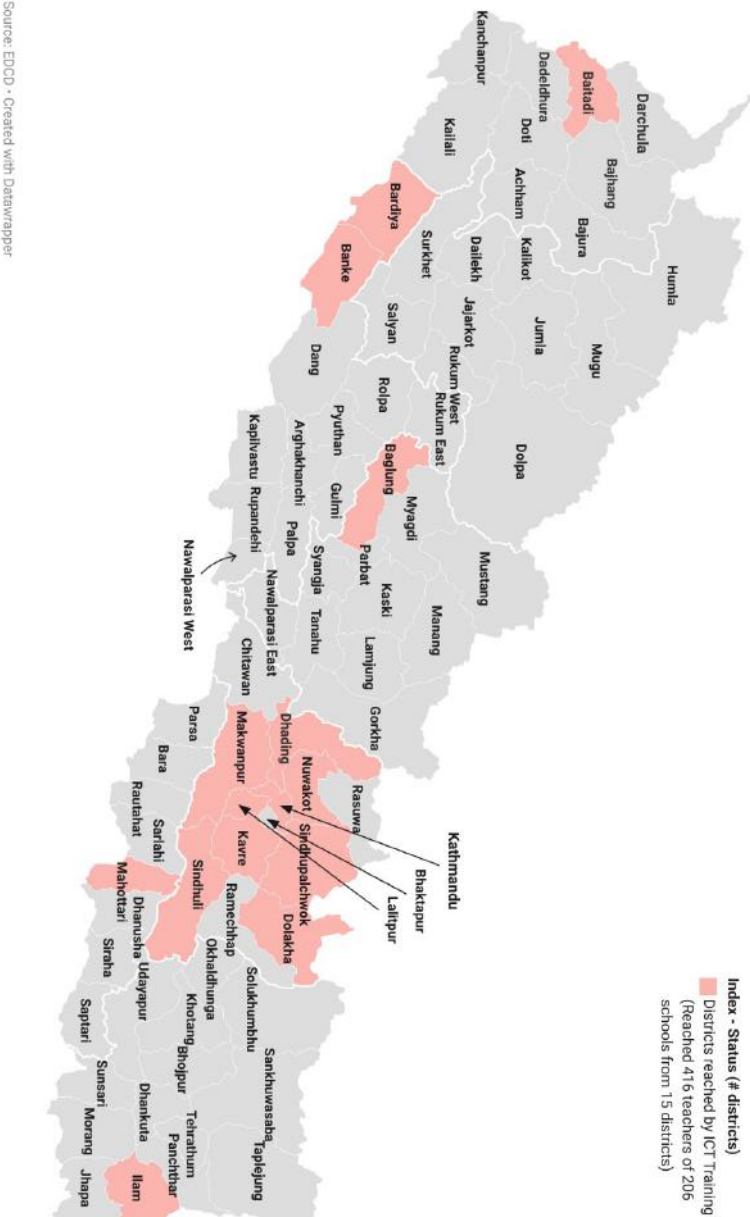 Index - Status (# districts)
Districts reached by ICT Training
(Reached 416 teachers of 206
schools from 15 districts)
Darchula
Baitadi
Dadeldhura
Kanchanpur
Bajhang
Humla
Doti
Bajura
Kailali
Achham
Mugu
Kalikot
Jumla
Dailekh
Surkhet
Bardiya
Jajarkot
Dolpa
Banke
Salyan
Rukum West
Rukum East
Mustang
Dang
Rolpa
Myagdi
Baglung
Manang
Pyuthan
Gulmi
Parbat
Kaski
Arghakhanchi
Syangja
Lamjung
Gorkha
Kapilvastu
Rupandehi
Palpa
Tanahu
Nawalparasi East
Nawalparasi West
Chitawan
Dhading
Nuwakot
Rasuwa
Makwanpur
Sindhupalchwok
Kathmandu
Bhaktapur
Lalitpur
Parsa
Kavre
Dolakha
Bara
Sindhuli
Ramechhap
Rautahat
Sarlahi
Solukhumbhu
Sankhuwasaba
Taplejung
Mahottari
Dhanusha
Okhaldhunga
Khotang
Bhojpur
Tehrathum
Panchthar
Siraha
Udayapur
Dhankuta
Ilam
Saptari
Sunsari
Morang
Jhapa
Source: EDCD • Created with Datawrapper